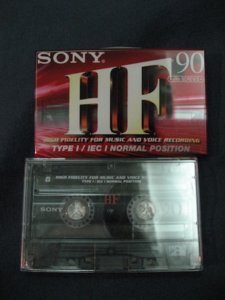 SONY
HF 90
HIGH FIDELITY FOR MUSIC AND VOICE RECORDING
TYPE I / IEC I NORMAL POSITION
HIGH FIDELITY FOR MUSIC AND VOICE
TYPE I / IEC I NORMAL POSITION
SONY HF 90